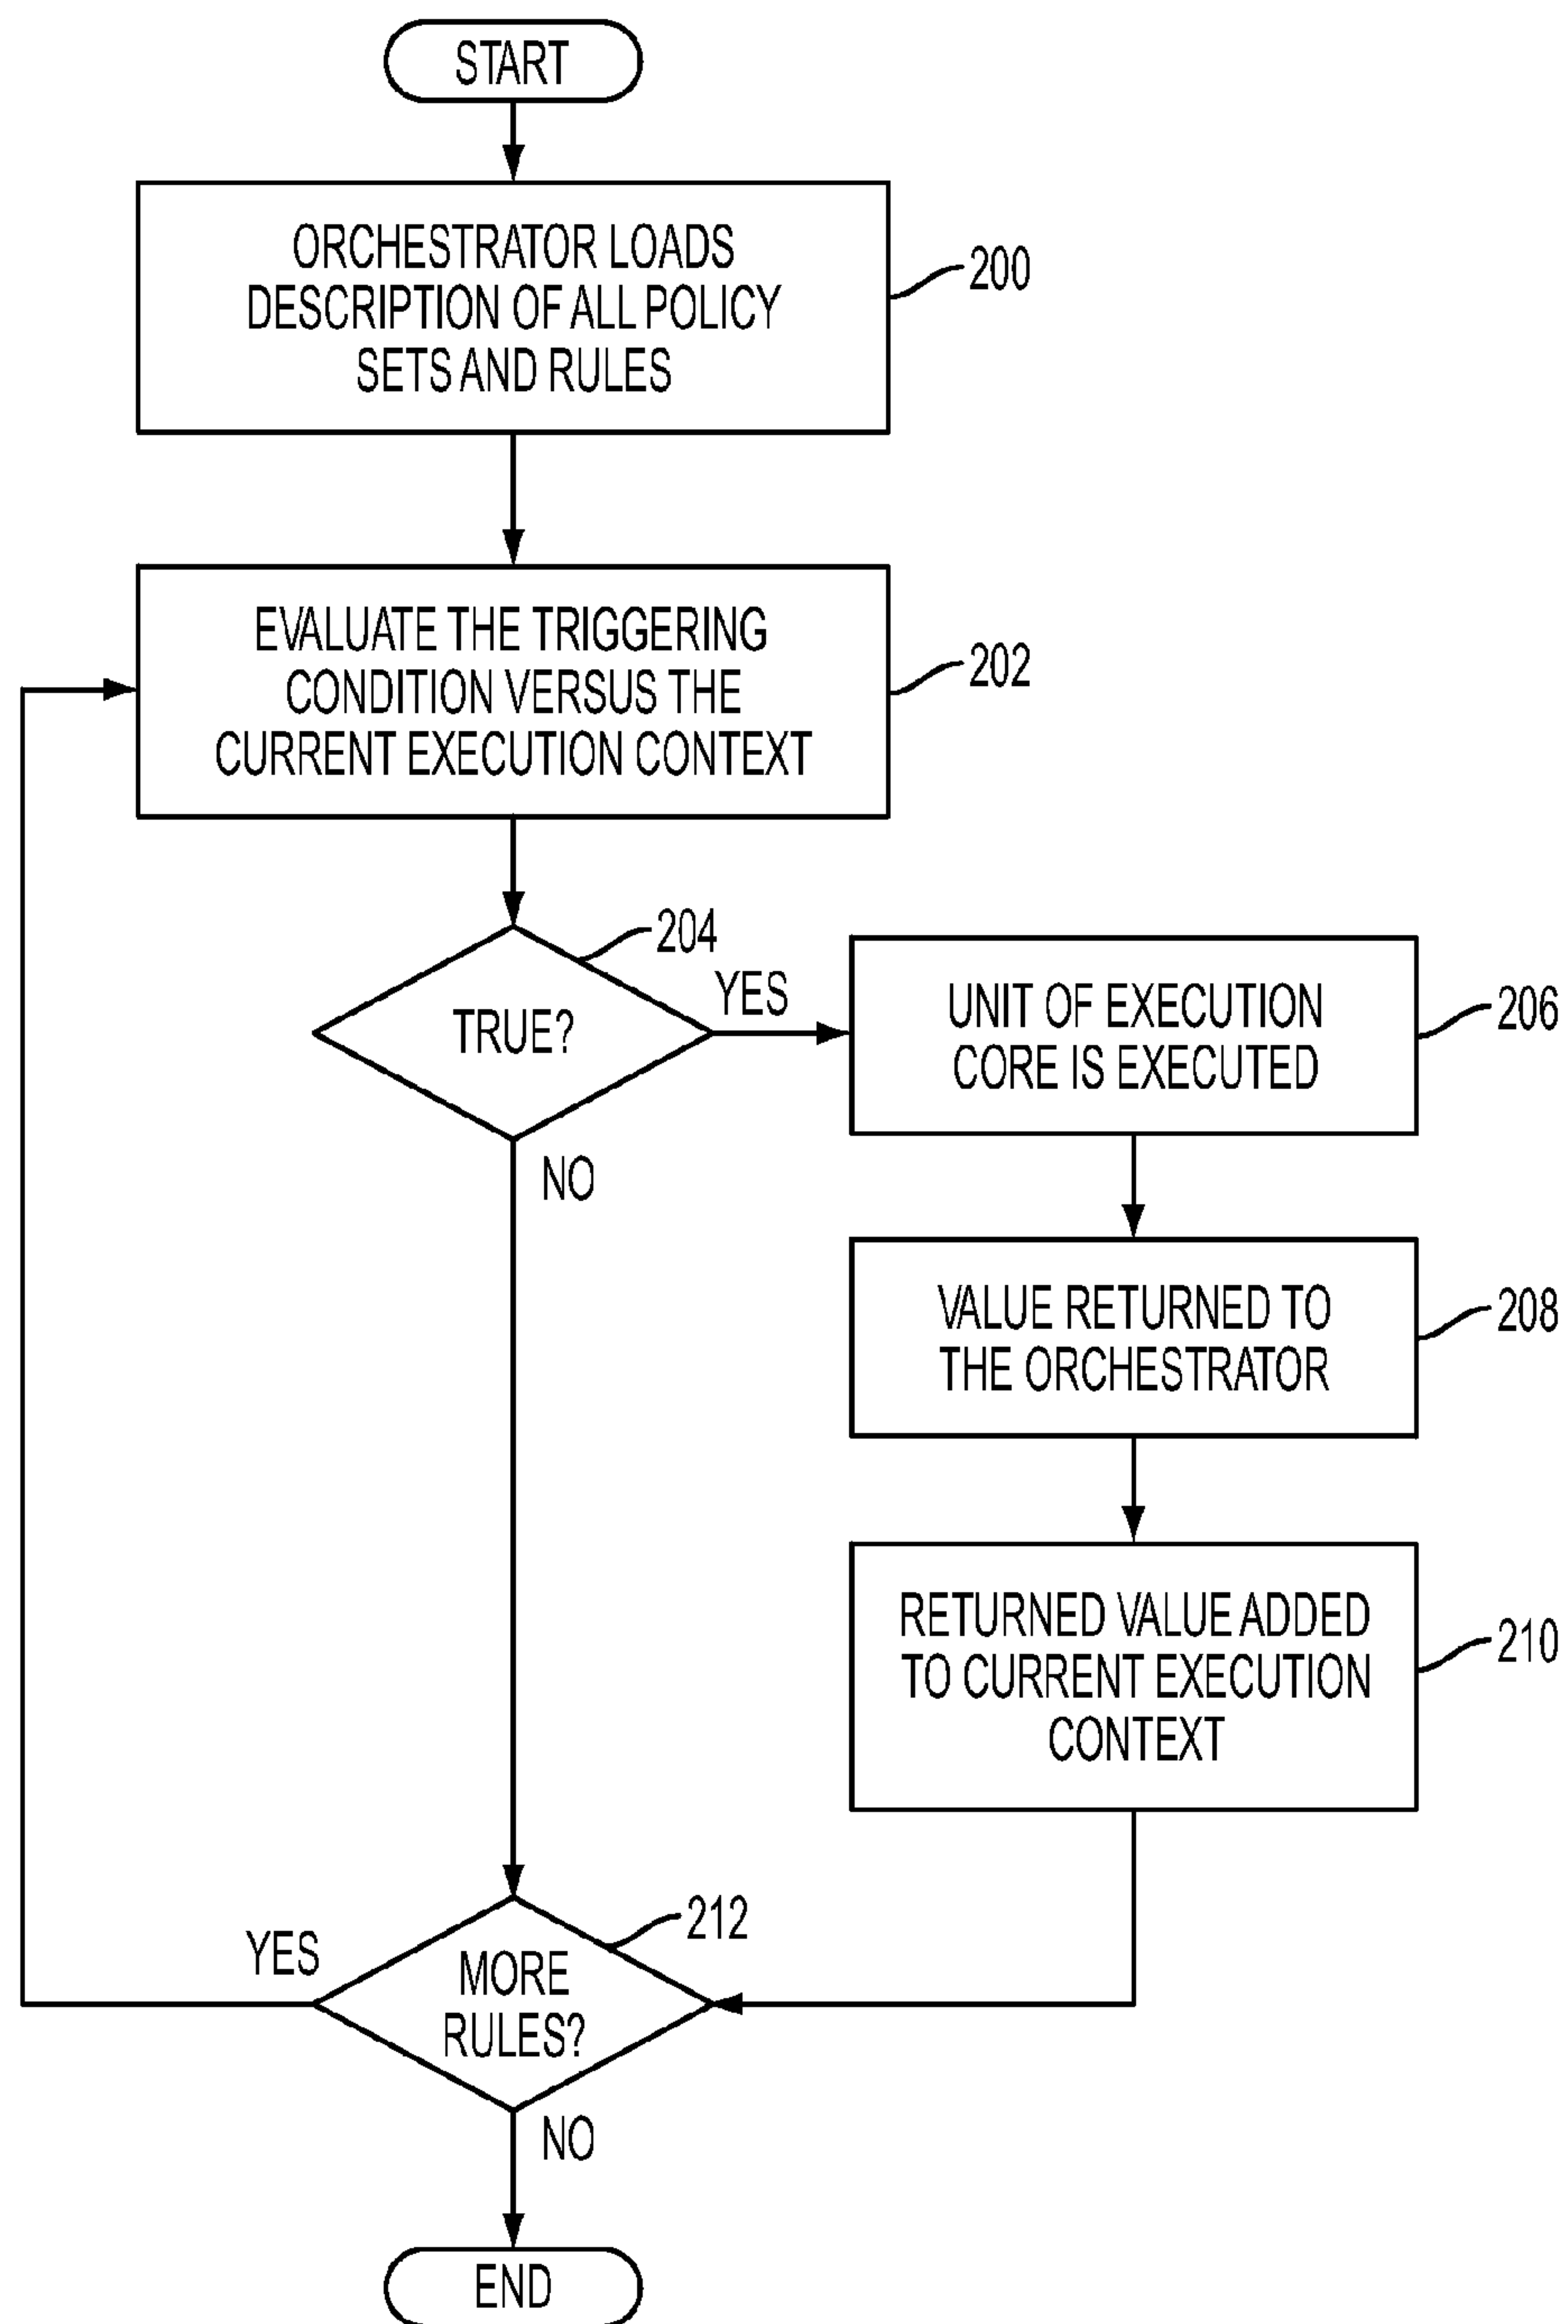 START
ORCHESTRATOR LOADS
DESCRIPTION OF ALL POLICY
SETS AND RULES
200
EVALUATE THE TRIGGERING
CONDITION VERSUS THE
CURRENT EXECUTION CONTEXT
202
204
TRUE?
YES
NO
UNIT OF EXECUTION
CORE IS EXECUTED
206
VALUE RETURNED TO
THE ORCHESTRATOR
208
RETURNED VALUE ADDED
TO CURRENT EXECUTION
CONTEXT
210
212
YES
MORE
RULES?
NO
END